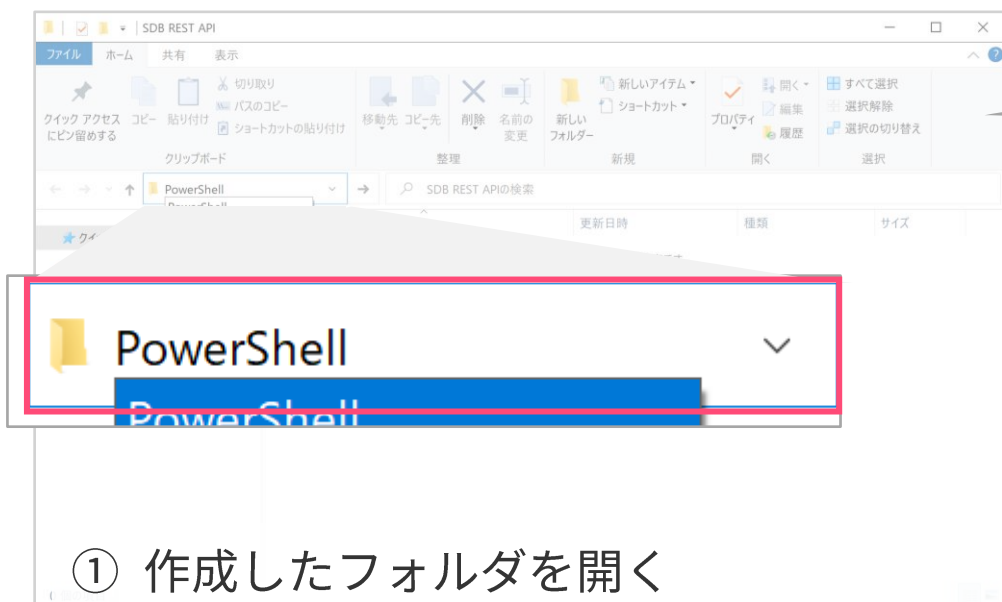 SDB REST API
ファイル ホーム 共有 表示
クイック アクセス
にピン留めする
コピー
貼り付け
切り取り
パスのコピー
ショートカットの貼り付け
クリップボード
移動先 コピー先 削除 名前の
変更
整理
新しい
フォルダー
新しいアイテム
ショートカット
新規
プロパティ
開く
編集
履歴
開く
すべて選択
選択解除
選択の切り替え
選択
PowerShell
SDB REST APIの検索
PowerShell
更新日時 種類 サイズ
PowerShell
PowerShell
① 作成したフォルダを開く